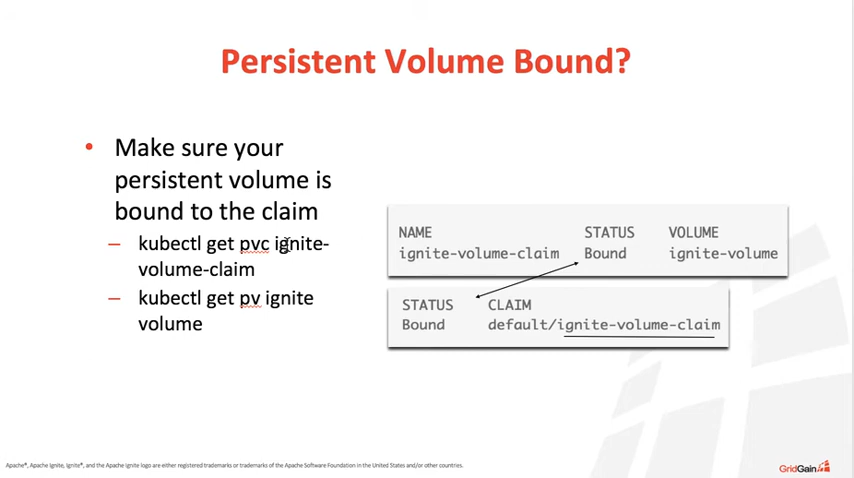 Persistent Volume Bound?
• Make sure your
persistent volume is
bound to the claim
– kubectl get pvc ignite-
volume-claim
– kubectl get pv ignite
volume
NAME STATUS VOLUME
ignite-volume-claim Bound ignite-volume
STATUS CLAIM
Bound default/ignite-volume-claim
Apache®, Apache Ignite, Ignite®, and the Apache Ignite logo are either registered trademarks or trademarks of the Apache Software Foundation in the United States and/or other countries.
GridGain